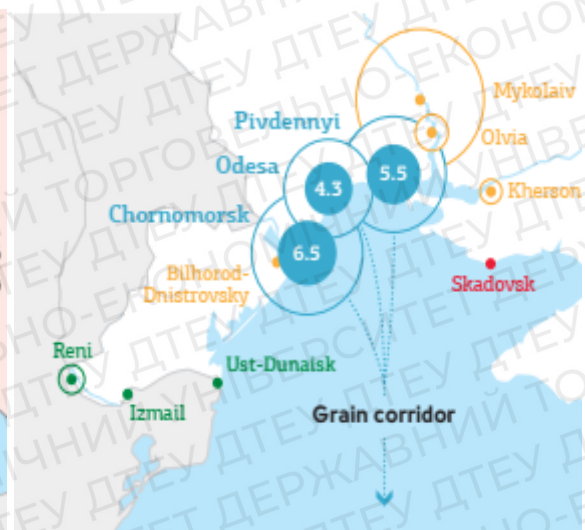 Mykolaiv
Pivdennyi
Olvia
Odesa
5.5
4.3
Kherson
Chornomorsk
6.5
Bilhorod-
Dnistrovsky
Skadovsk
Reni
Ust-Dunaisk
Izmail
Grain corridor